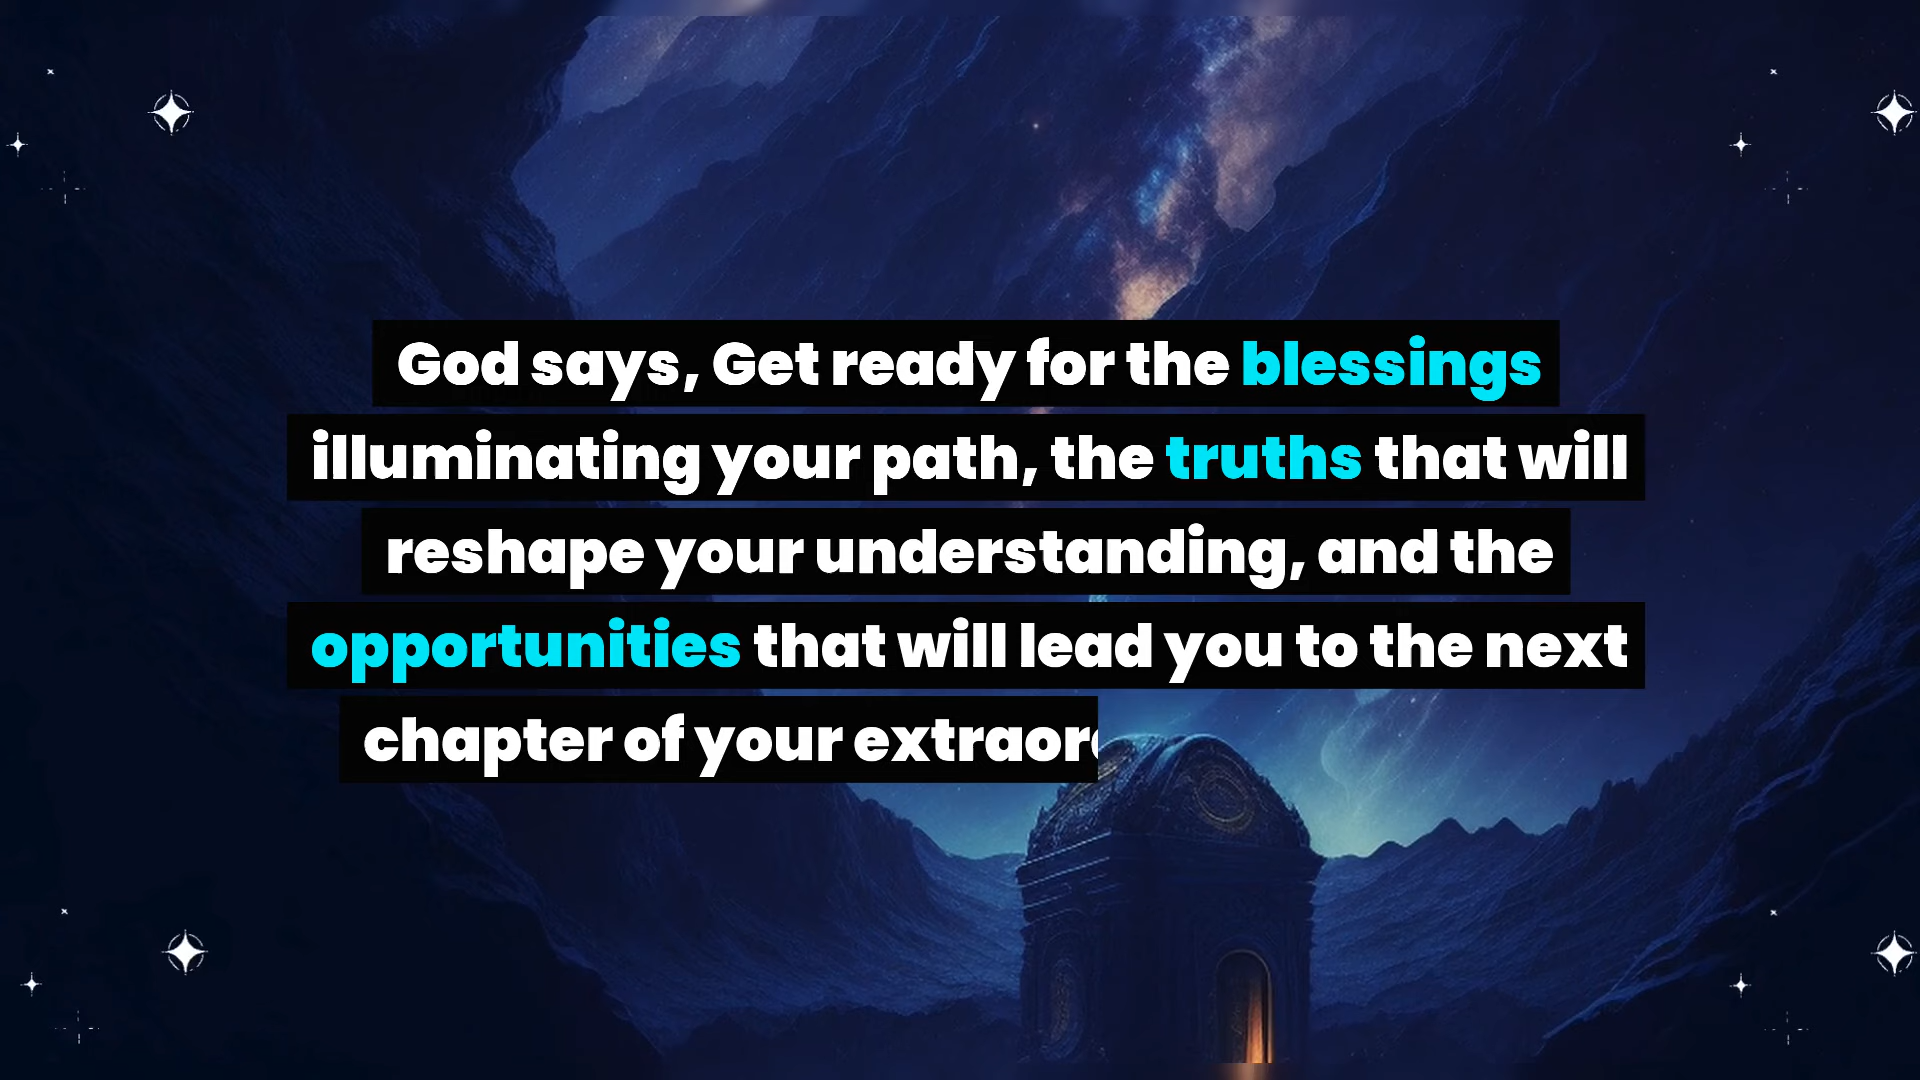 God says, Get ready for the blessings
illuminating your path, the truths that will
reshape your understanding, and the
opportunities that will lead you to the next
chapter of your